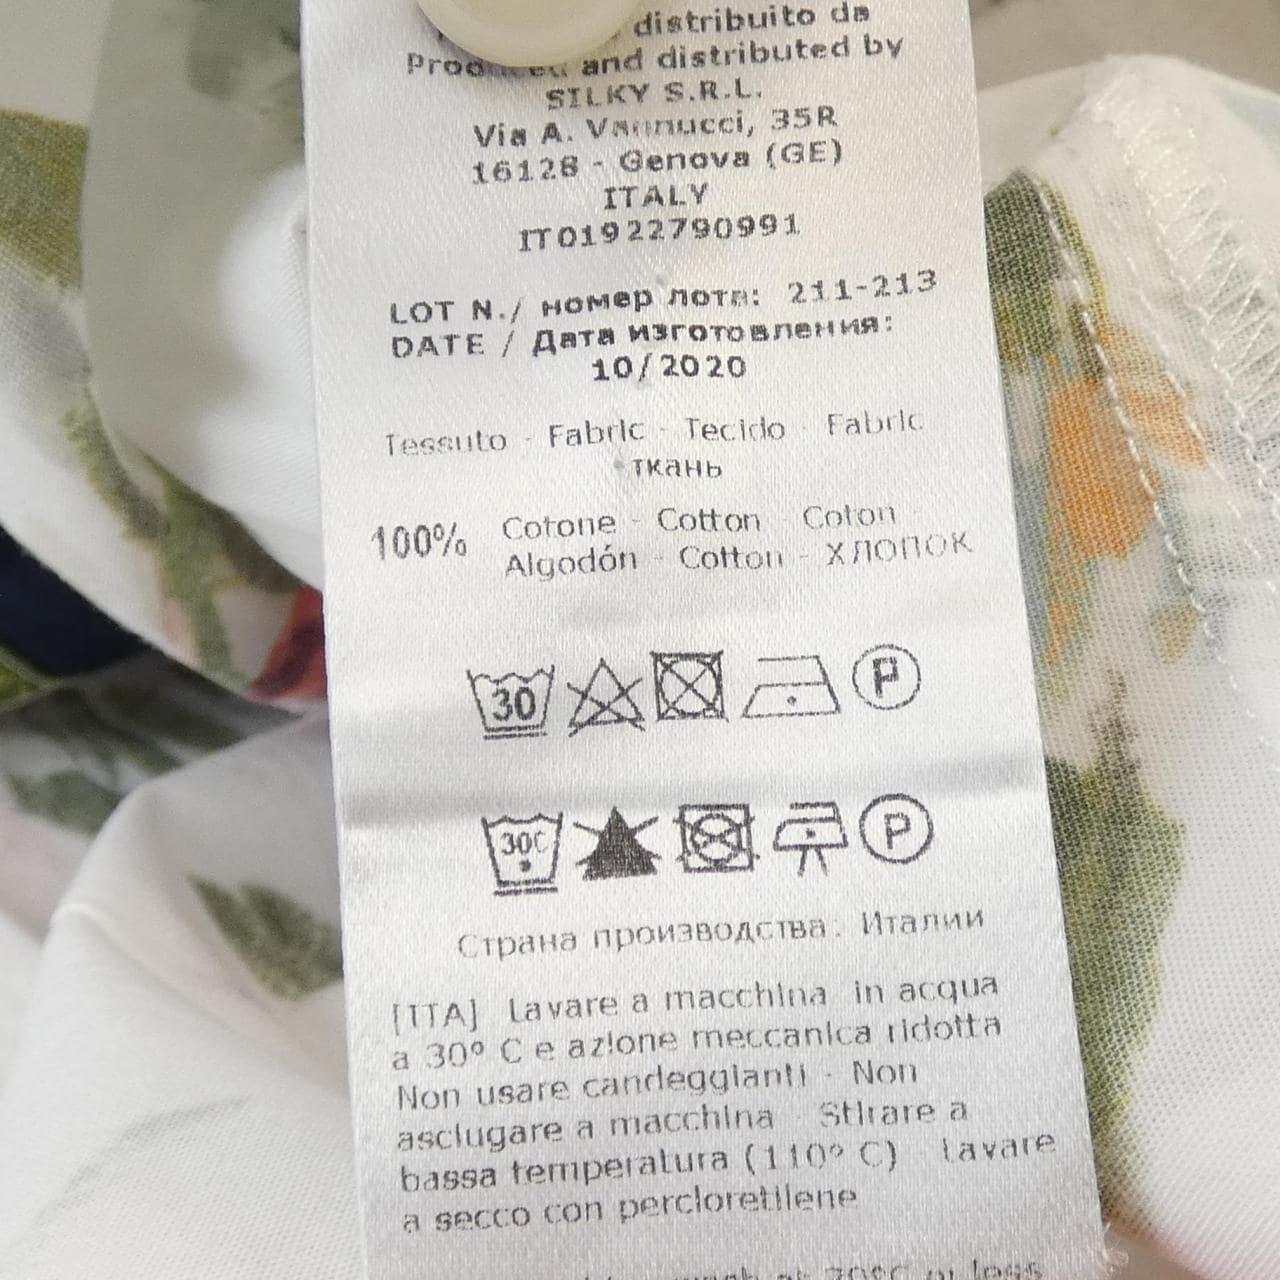 distribuito da
Produced and distributed by
SILKY S.R.L.
Via A. Vannucci, 35R
16128 - Genova (GE)
ITALY
IT01922790991
LOT N./ номер лота: 211-213
DATE / Дата изготовления:
10/2020
Tessuto - Fabric - Tecido - Fabric
ткань
100% Cotone - Cotton - Coton -
Algodón - Cotton - ХЛОПОК
30 P
30C P
Страна производства: Италии
[ITA] Lavare a macchina in acqua
a 30° C e azione meccanica ridotta
Non usare candeggianti - Non
asciugare a macchina - Stirare a
bassa temperatura (110° C) - Lavare
a secco con percloretilene